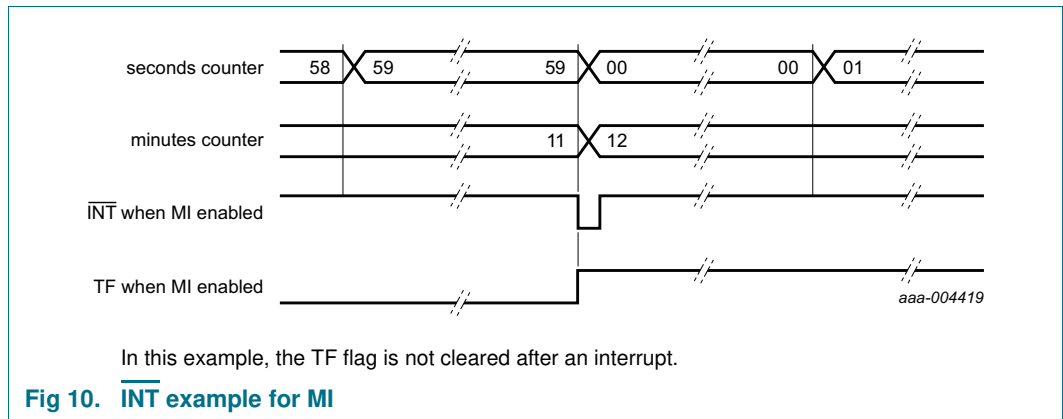 seconds counter 58 59 59 00 00 01
minutes counter 11 12
INT when MI enabled
TF when MI enabled
aaa-004419
In this example, the TF flag is not cleared after an interrupt.
Fig 10. INT example for MI